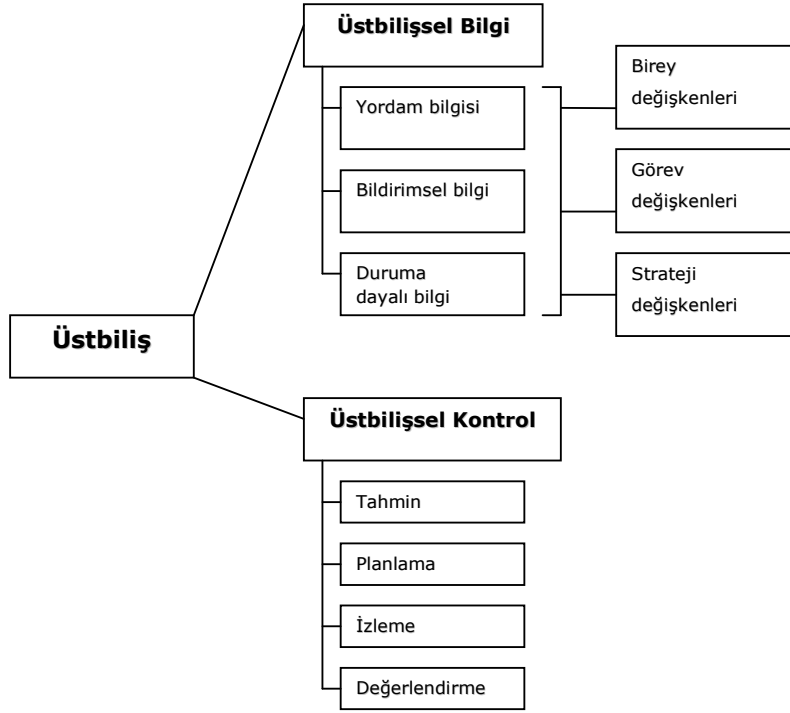 Üstbilişsel Bilgi
Yordam bilgisi
Bildirimsel bilgi
Duruma
dayalı bilgi
Birey
değişkenleri
Görev
değişkenleri
Strateji
değişkenleri
Üstbiliş
Üstbilişsel Kontrol
Tahmin
Planlama
İzleme
Değerlendirme